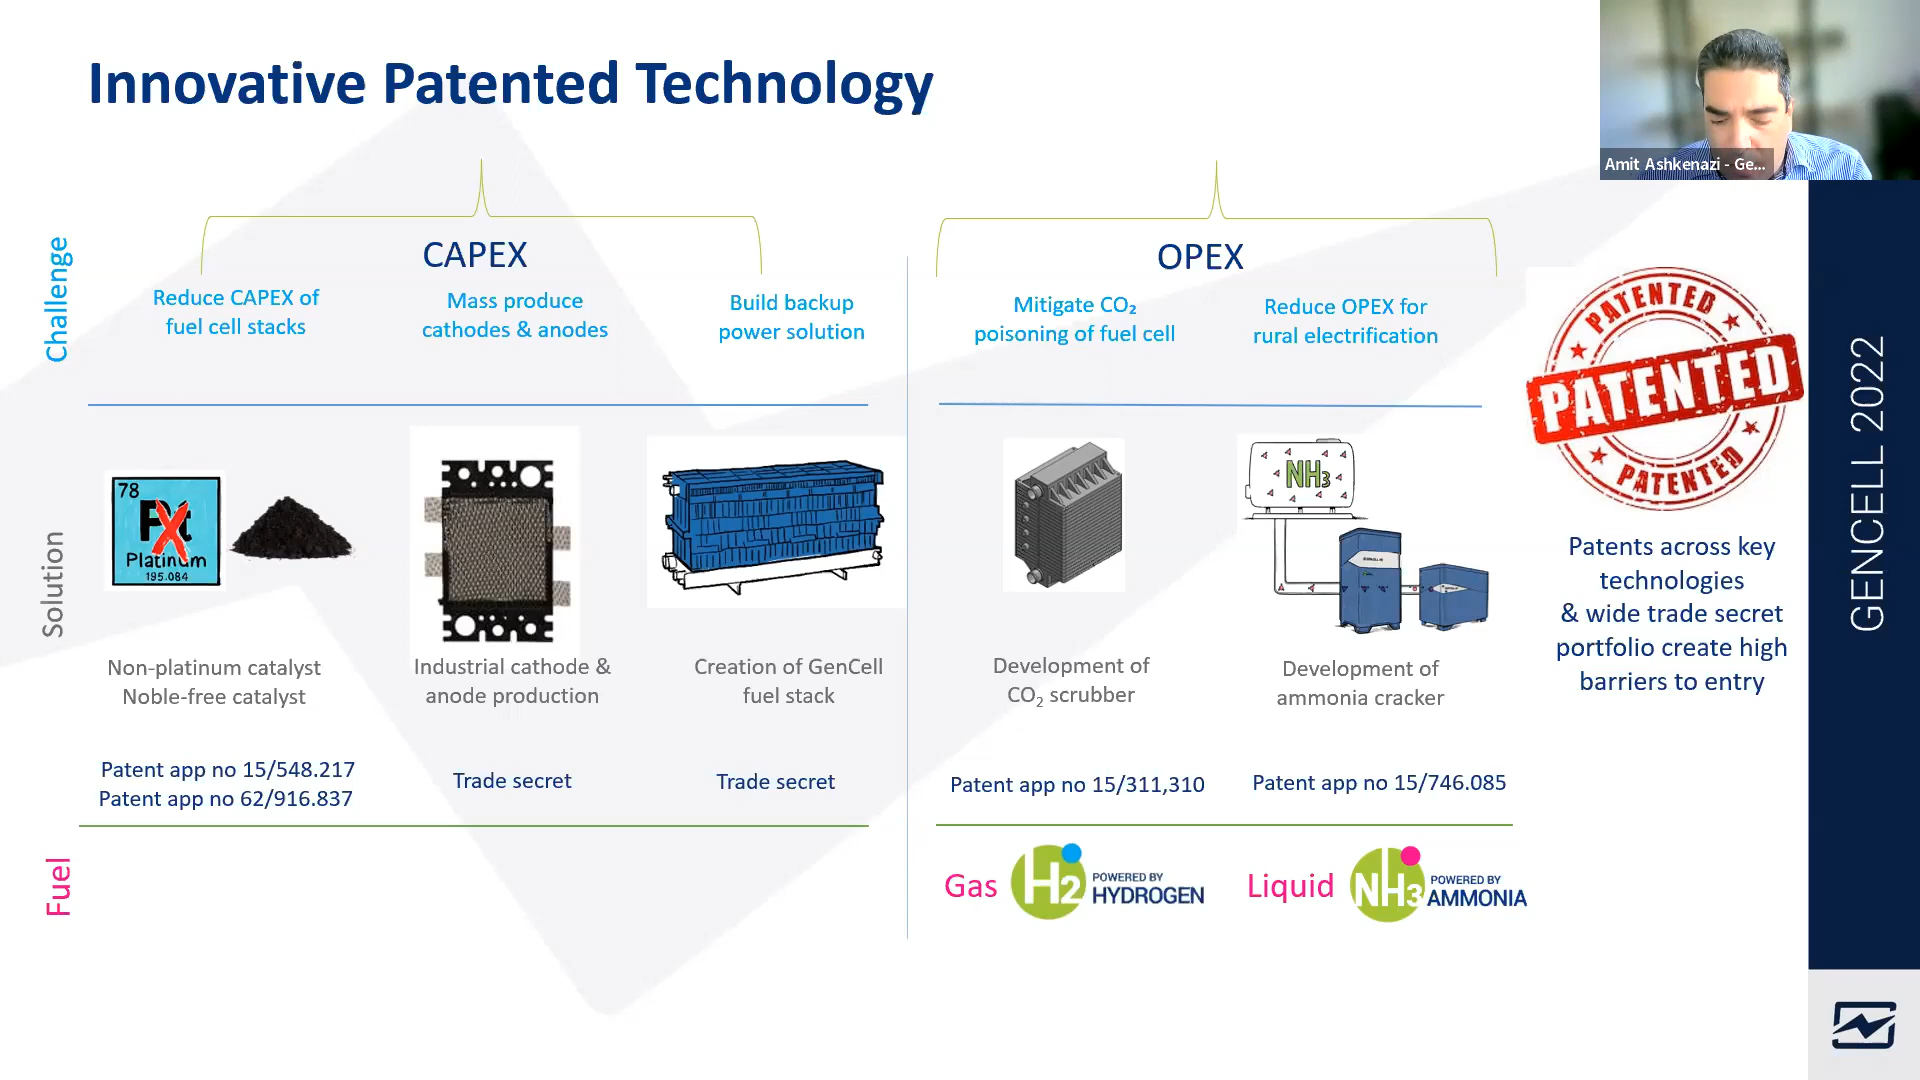 Innovative Patented Technology
Amit Ashkenazi - Ge...
Challenge
CAPEX
Reduce CAPEX of
fuel cell stacks
Mass produce
cathodes & anodes
Build backup
power solution
OPEX
Mitigate CO₂
poisoning of fuel cell
Reduce OPEX for
rural electrification
PATENTED
PATENTED
PATENTED
Solution
78
Pt
Platinum
195.084
NH₃
Non-platinum catalyst
Noble-free catalyst
Industrial cathode &
anode production
Creation of GenCell
fuel stack
Development of
CO₂ scrubber
Development of
ammonia cracker
Patent app no 15/548.217
Patent app no 62/916.837
Trade secret
Trade secret
Patent app no 15/311,310
Patent app no 15/746.085
Patents across key
technologies
& wide trade secret
portfolio create high
barriers to entry
Fuel
Gas
H2
POWERED BY
HYDROGEN
Liquid
NH3
POWERED BY
AMMONIA
GENCELL 2022